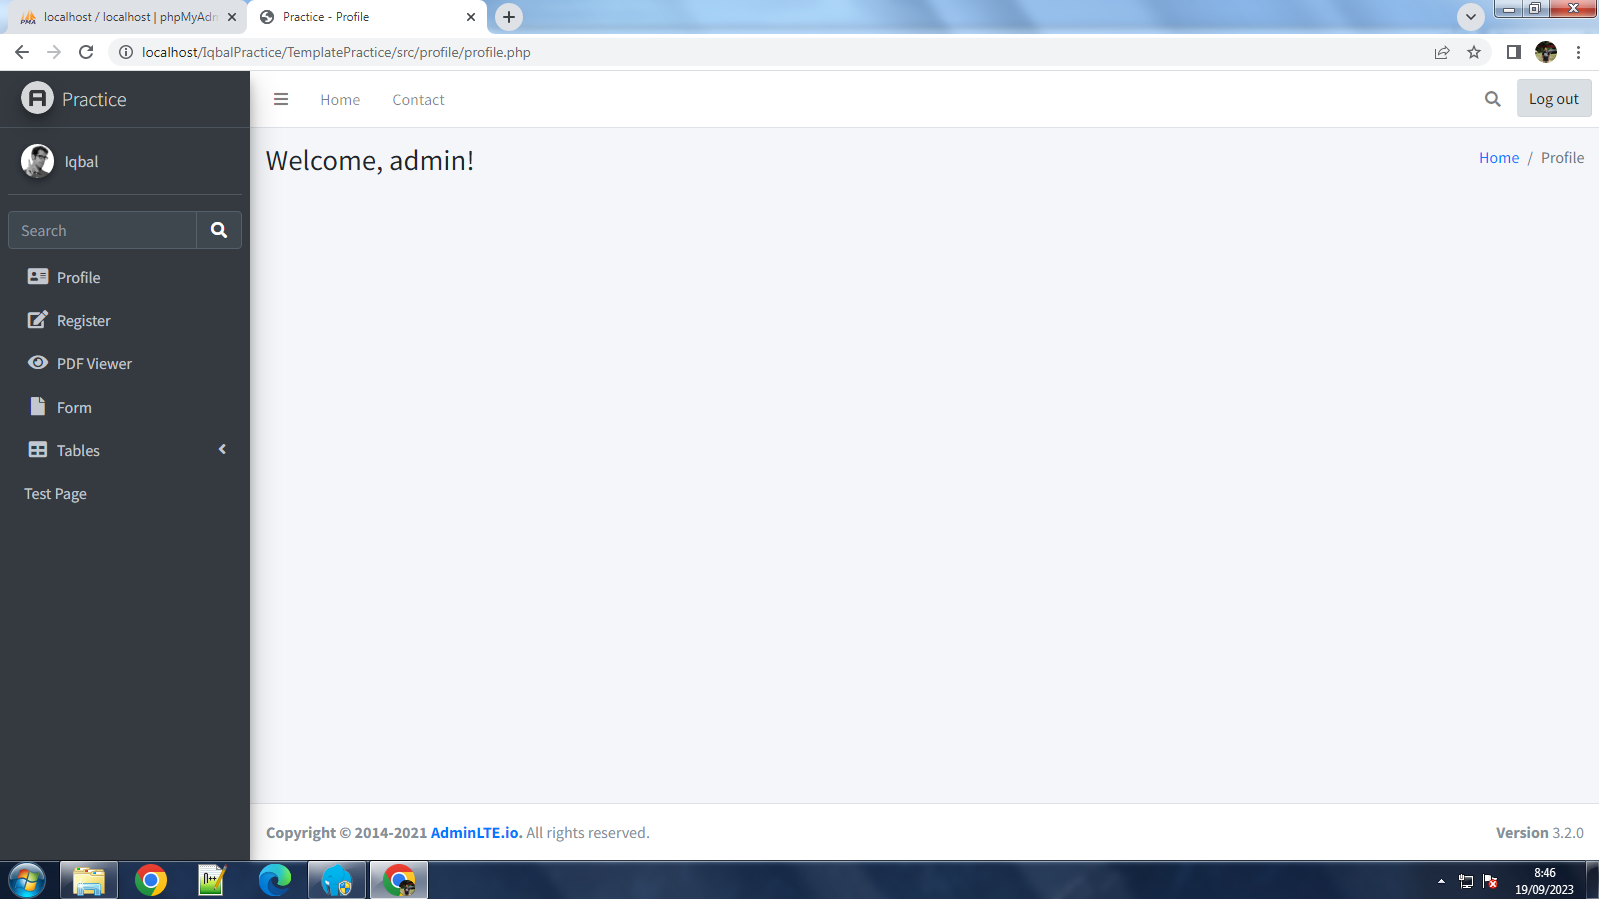 localhost / localhost | phpMyAdm
Practice - Profile
localhost/IqbalPractice/TemplatePractice/src/profile/profile.php
Practice
Home
Contact
Log out
Iqbal
Welcome, admin!
Home / Profile
Search
Profile
Register
PDF Viewer
Form
Tables
Test Page
Copyright © 2014-2021 AdminLTE.io. All rights reserved.
Version 3.2.0
8:46
19/09/2023